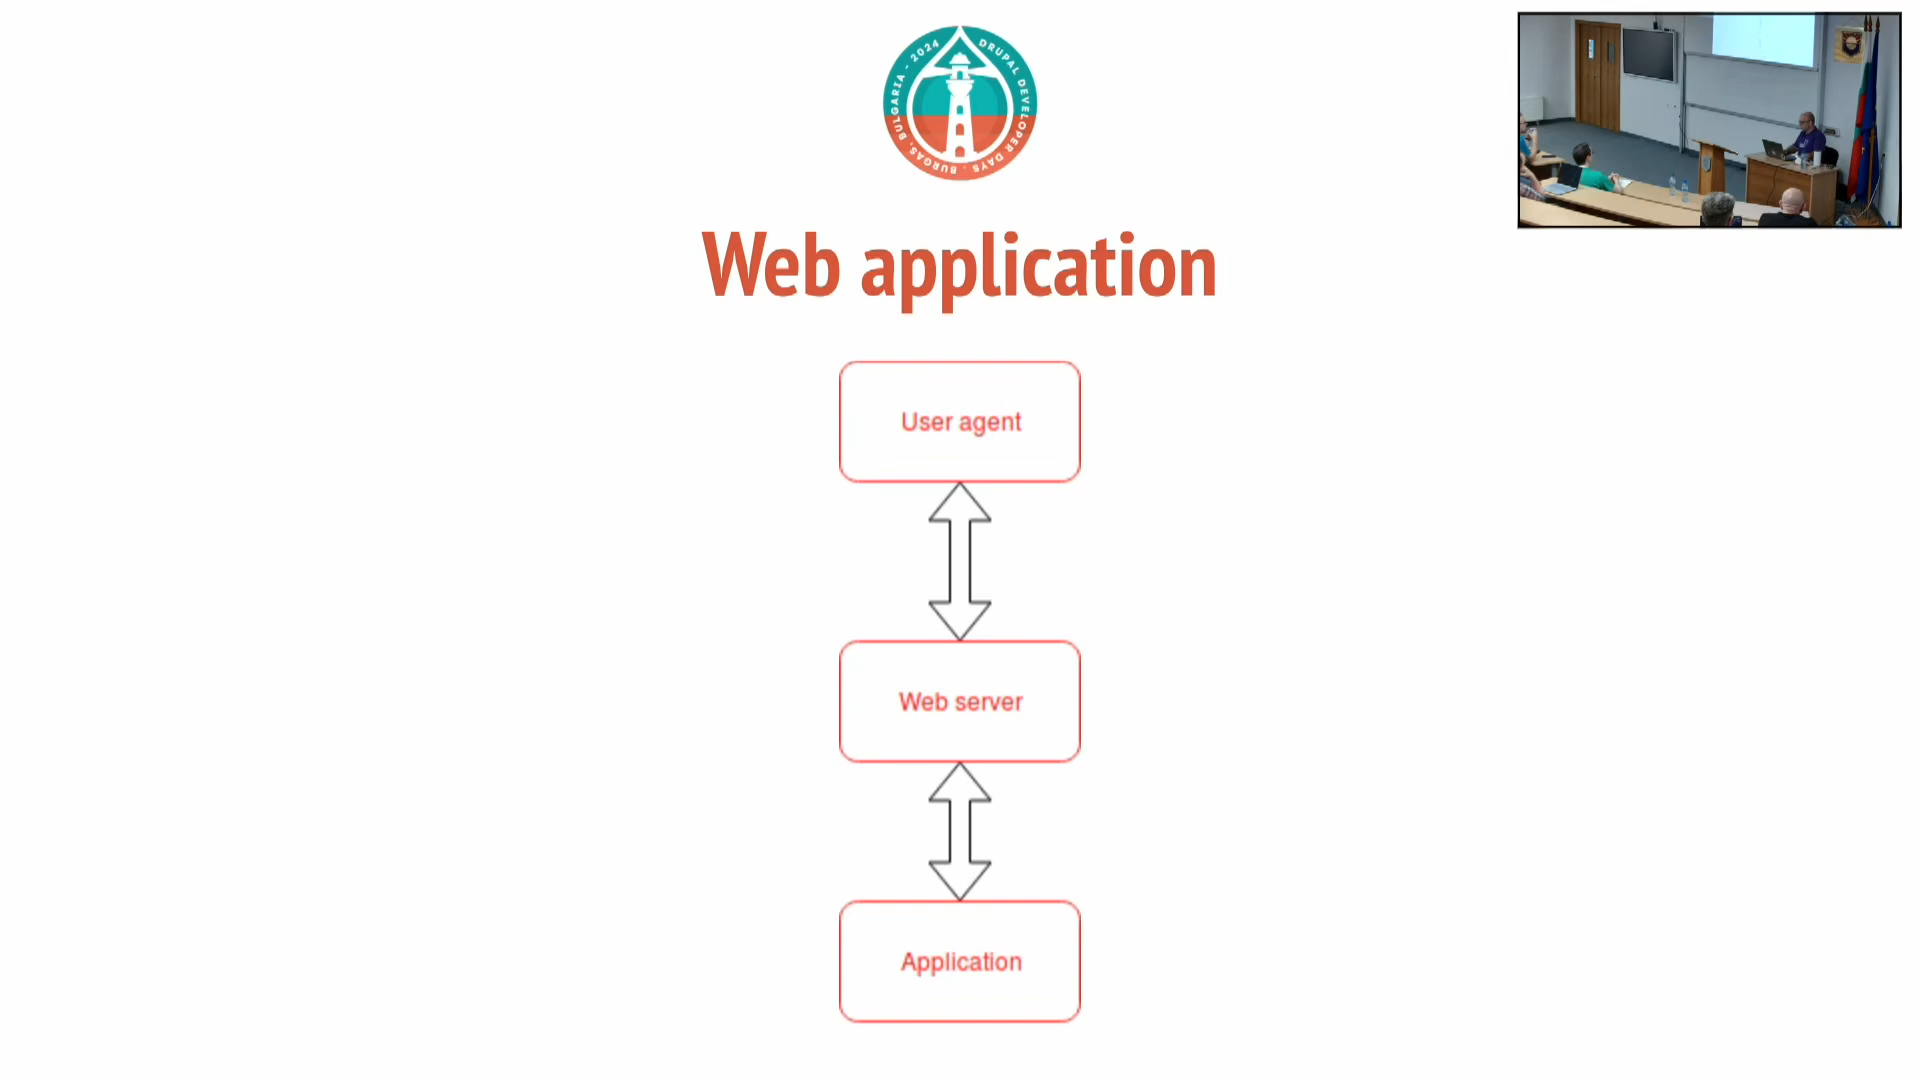 BURGAS, BULGARIA - 2024 · DRUPAL DEVELOPER DAYS ·
Web application
User agent
Web server
Application